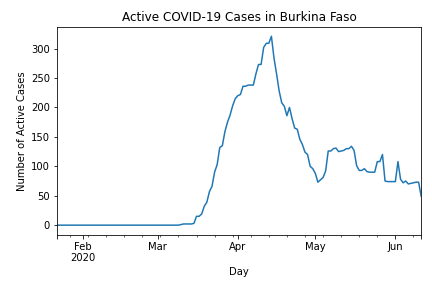 Active COVID-19 Cases in Burkina Faso
Number of Active Cases
300
250
200
150
100
50
0
Feb
2020
Mar
Apr
May
Jun
Day